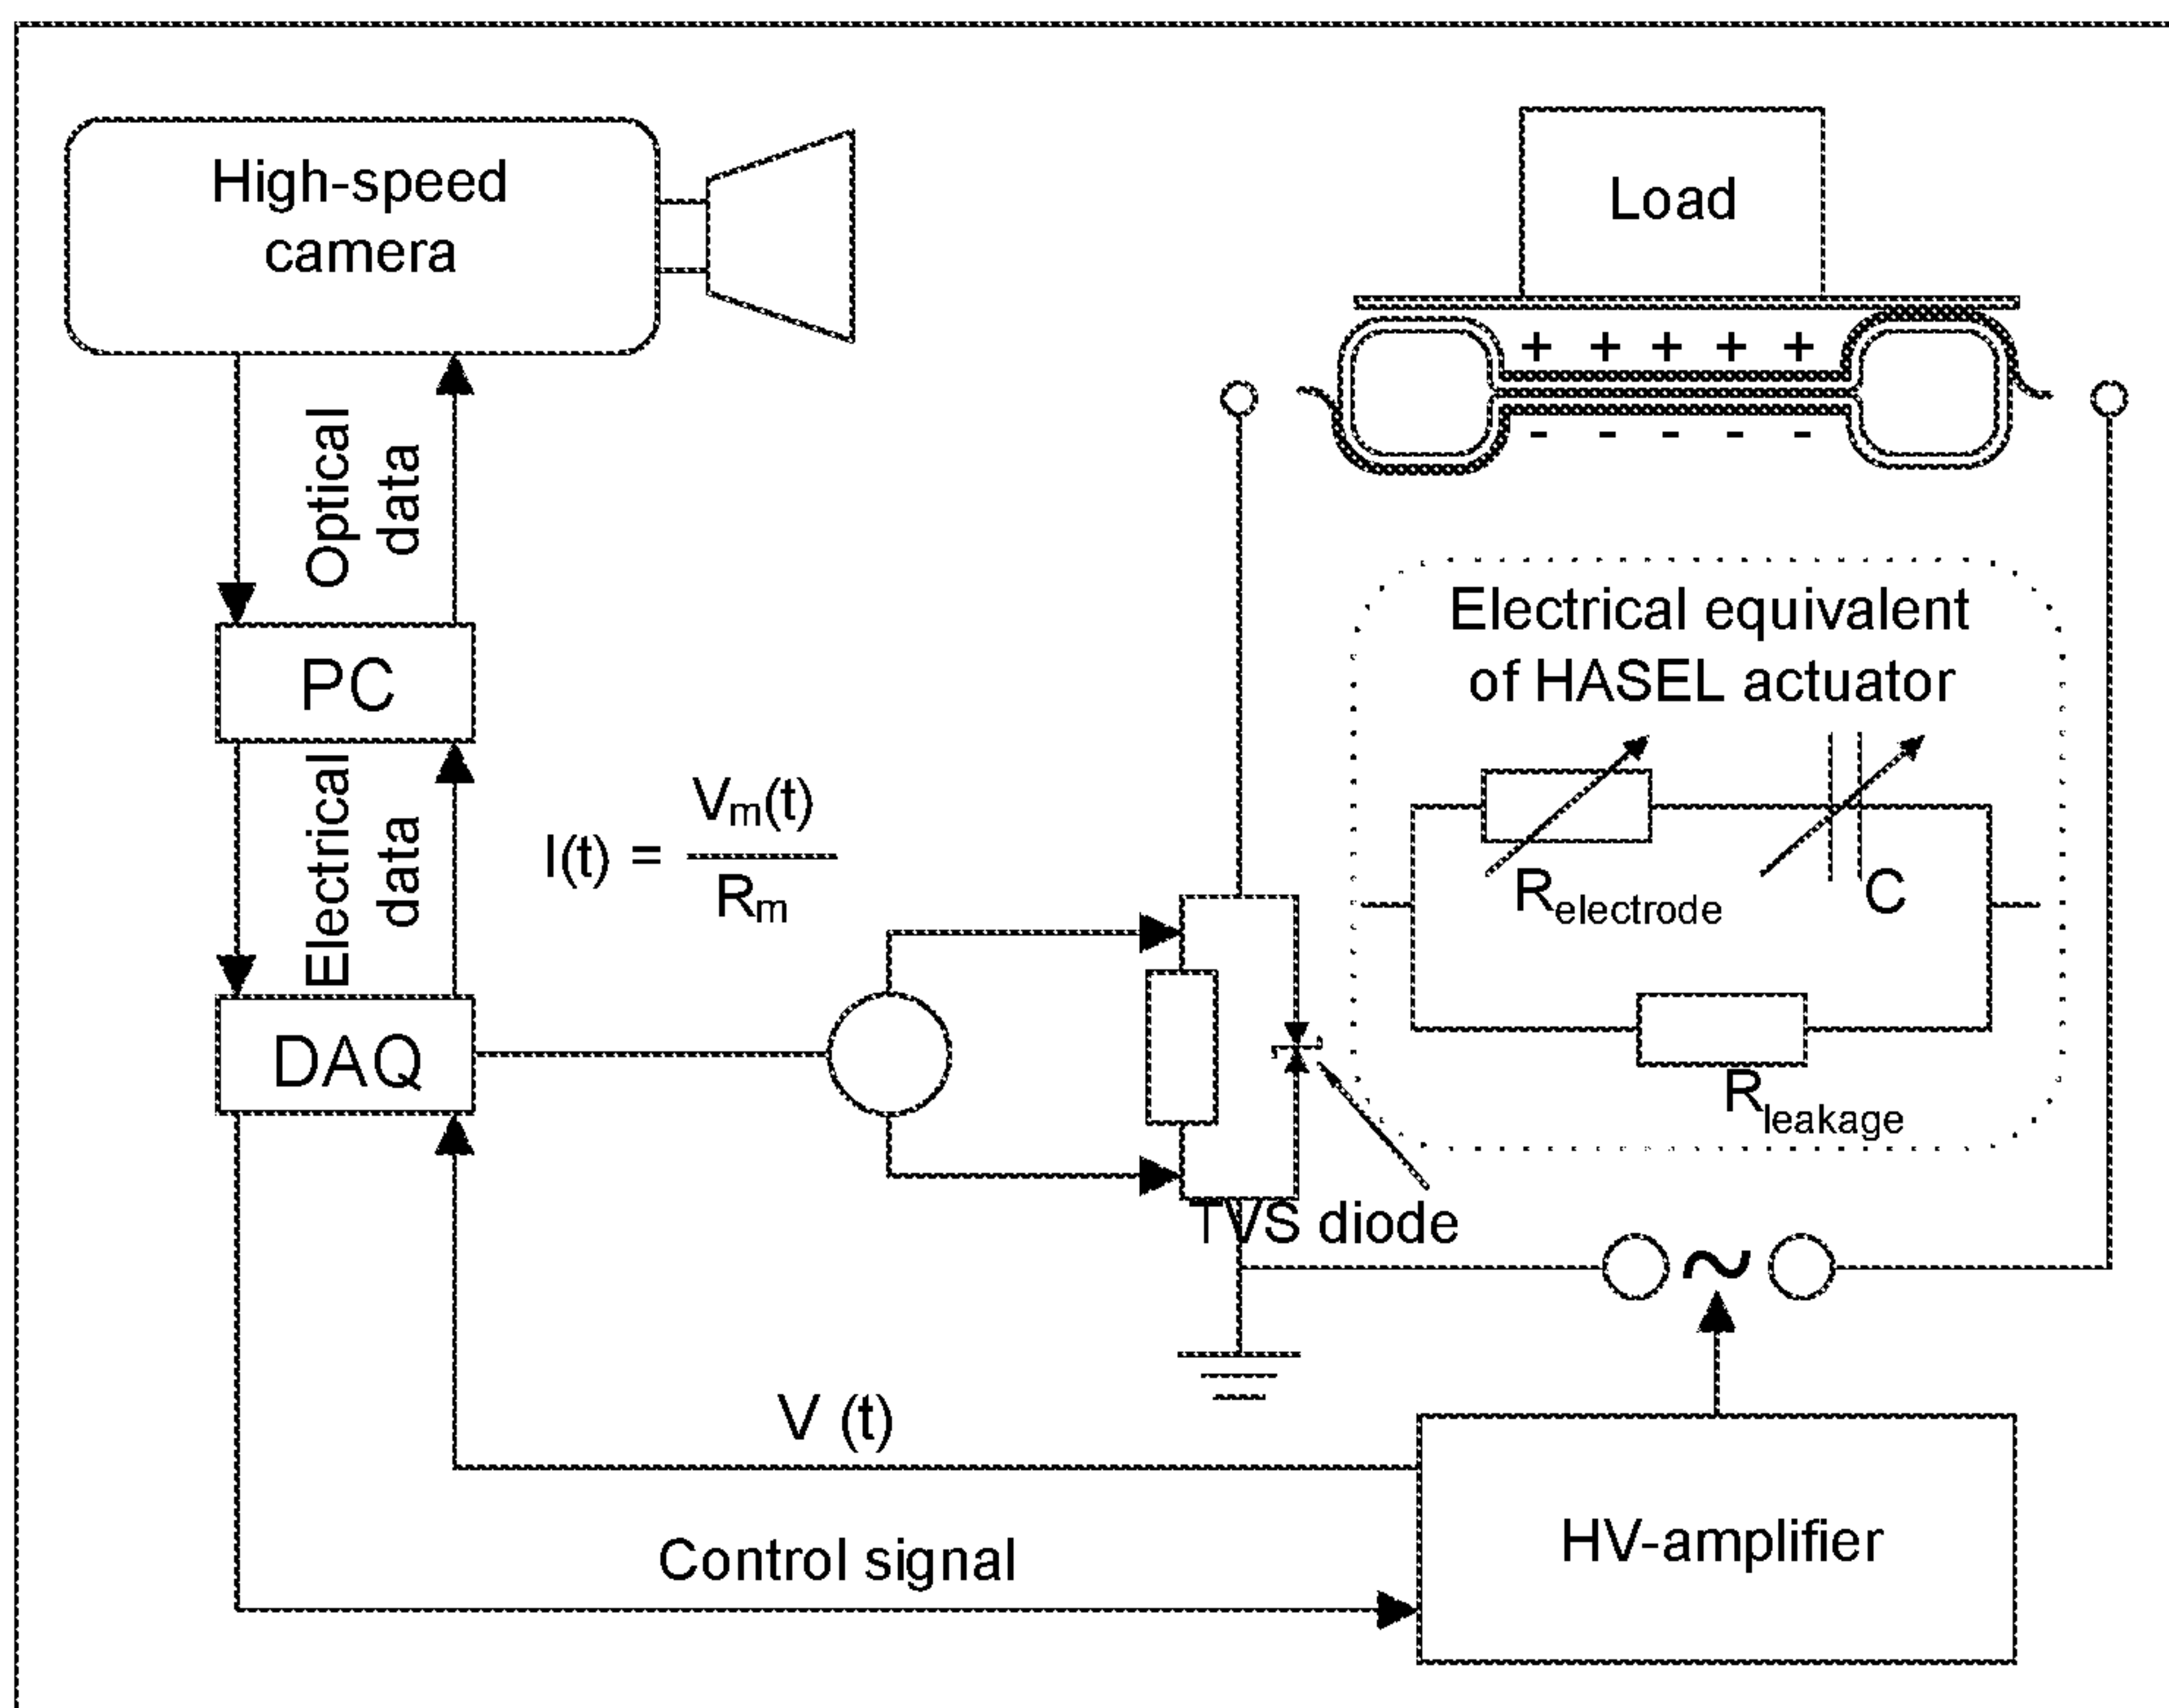 High-speed
camera
Load
+ + + + +
- - - - -
Optical
data
Electrical equivalent
of HASEL actuator
PC
Electrical
data
I(t) = Vm(t)
Rm
Relectrode
C
DAQ
Rleakage
TVS diode
~
V (t)
Control signal
HV-amplifier